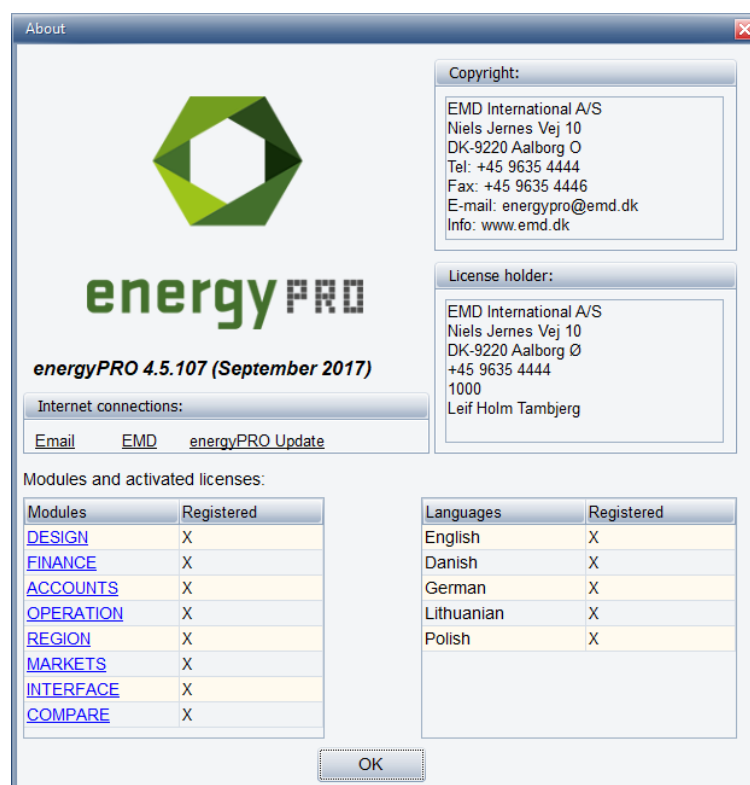 About
energyPRO
energyPRO 4.5.107 (September 2017)
Internet connections:
Email EMD energyPRO Update
Copyright:
EMD International A/S
Niels Jernes Vej 10
DK-9220 Aalborg O
Tel: +45 9635 4444
Fax: +45 9635 4446
E-mail: energypro@emd.dk
Info: www.emd.dk
License holder:
EMD International A/S
Niels Jernes Vej 10
DK-9220 Aalborg Ø
+45 9635 4444
1000
Leif Holm Tambjerg
Modules and activated licenses:
Modules Registered
DESIGN X
FINANCE X
ACCOUNTS X
OPERATION X
REGION X
MARKETS X
INTERFACE X
COMPARE X
Languages Registered
English X
Danish X
German X
Lithuanian X
Polish X
OK